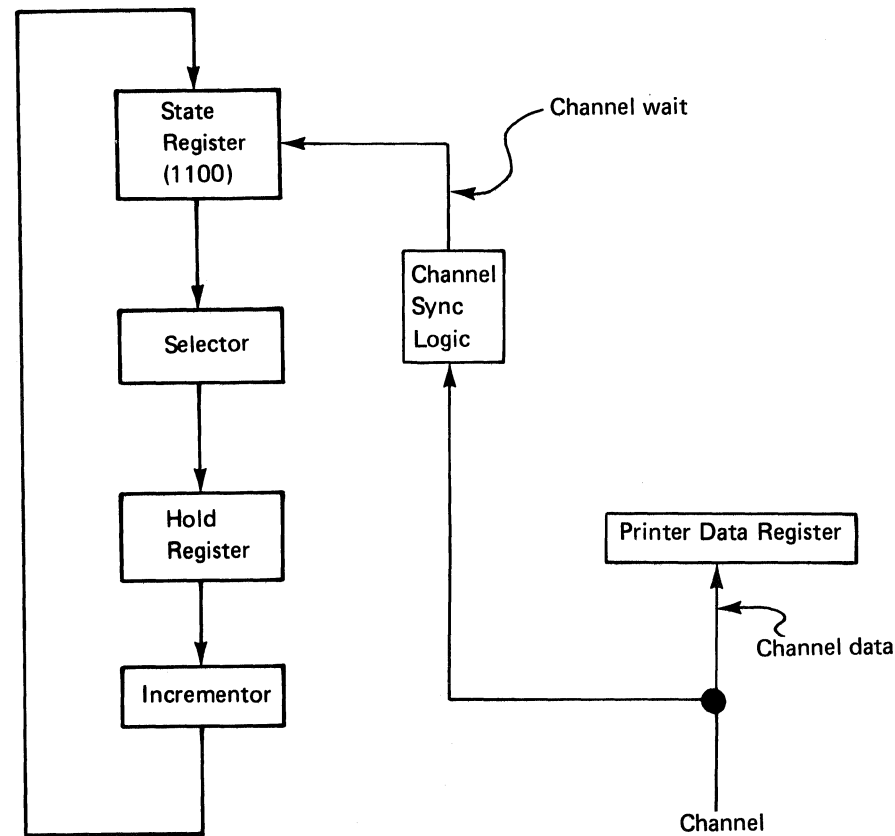 State
Register
(1100)
Channel wait
Channel
Sync
Logic
Selector
Hold
Register
Printer Data Register
Channel data
Incrementor
Channel